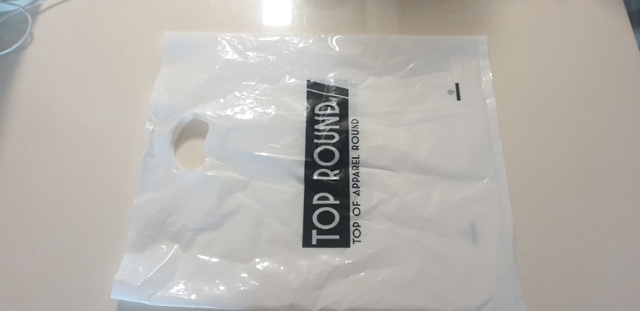 TOP ROUND
TOP OF APPAREL ROUND